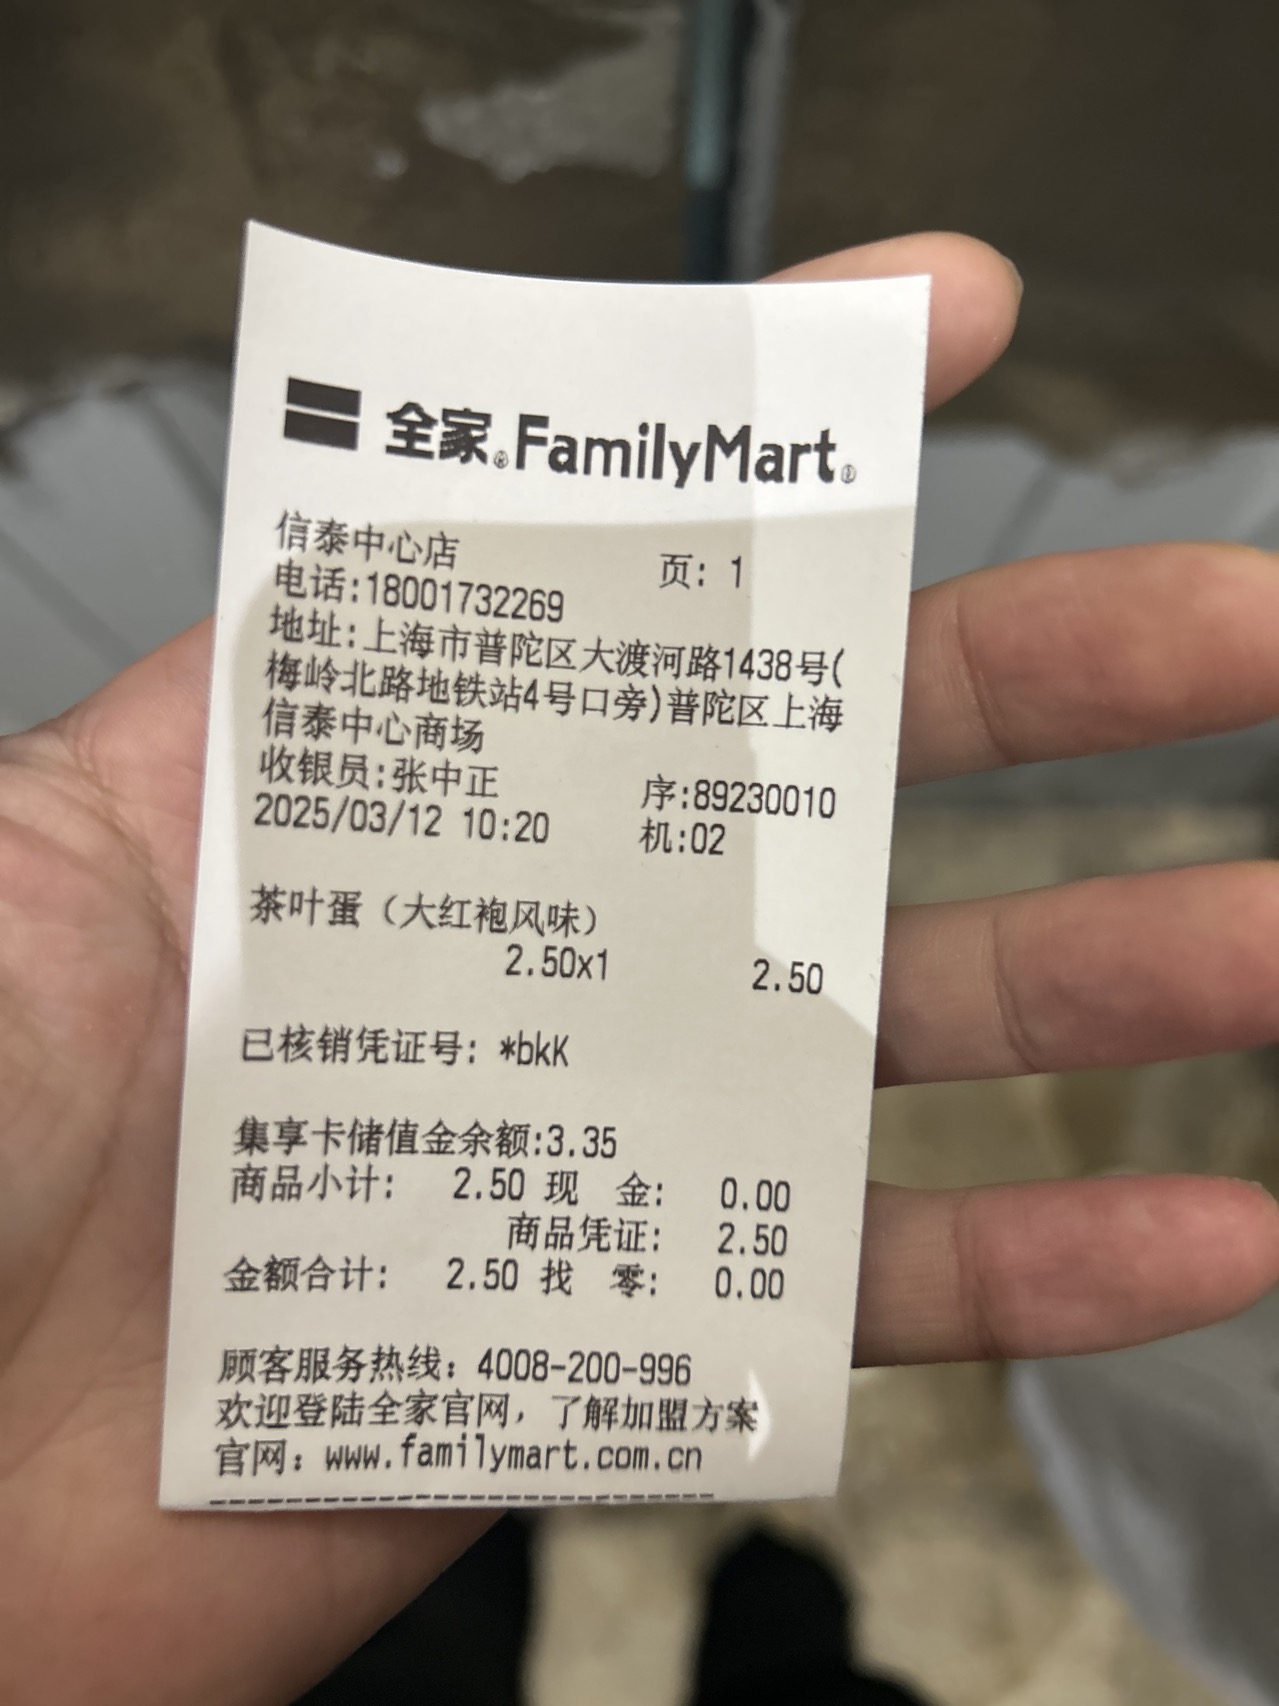 全家® FamilyMart®
信泰中心店 页: 1
电话:18001732269
地址:上海市普陀区大渡河路1438号(
梅岭北路地铁站4号口旁)普陀区上海
信泰中心商场
收银员:张中正 序:89230010
2025/03/12 10:20 机:02
茶叶蛋（大红袍风味）
2.50x1 2.50
已核销凭证号: *bkK
集享卡储值金余额:3.35
商品小计: 2.50 现 金: 0.00
商品凭证: 2.50
金额合计: 2.50 找 零: 0.00
顾客服务热线：4008-200-996
欢迎登陆全家官网，了解加盟方案
官网：www.familymart.com.cn